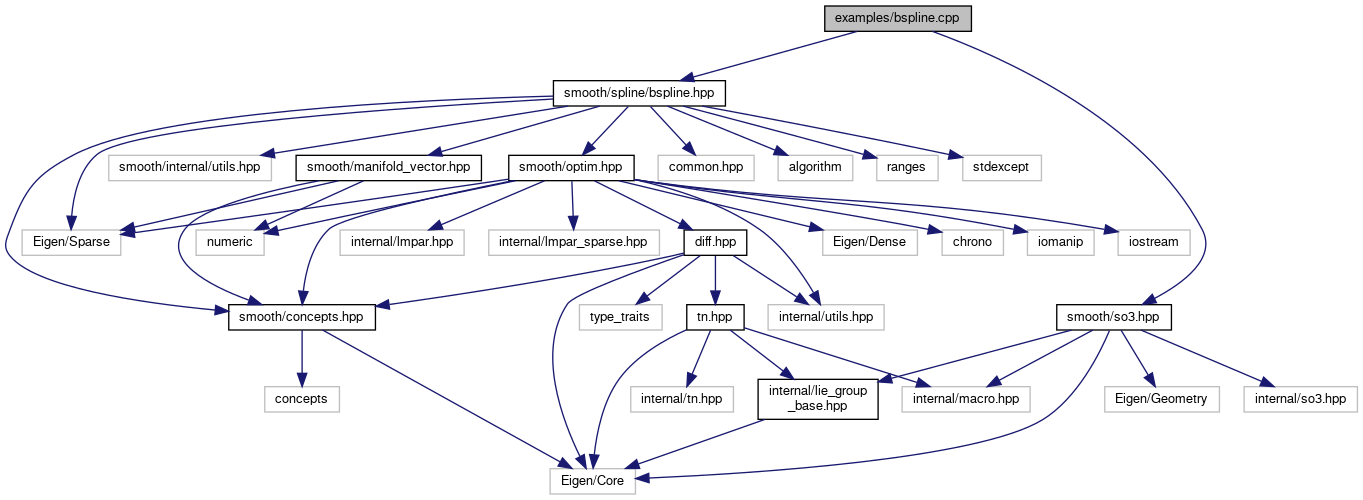 examples/bspline.cpp
smooth/spline/bspline.hpp
smooth/internal/utils.hpp
smooth/manifold_vector.hpp
smooth/optim.hpp
common.hpp
algorithm
ranges
stdexcept
Eigen/Sparse
numeric
internal/lmpar.hpp
internal/lmpar_sparse.hpp
diff.hpp
Eigen/Dense
chrono
iomanip
iostream
smooth/concepts.hpp
type_traits
tn.hpp
internal/utils.hpp
smooth/so3.hpp
concepts
internal/tn.hpp
internal/lie_group
_base.hpp
internal/macro.hpp
Eigen/Geometry
internal/so3.hpp
Eigen/Core